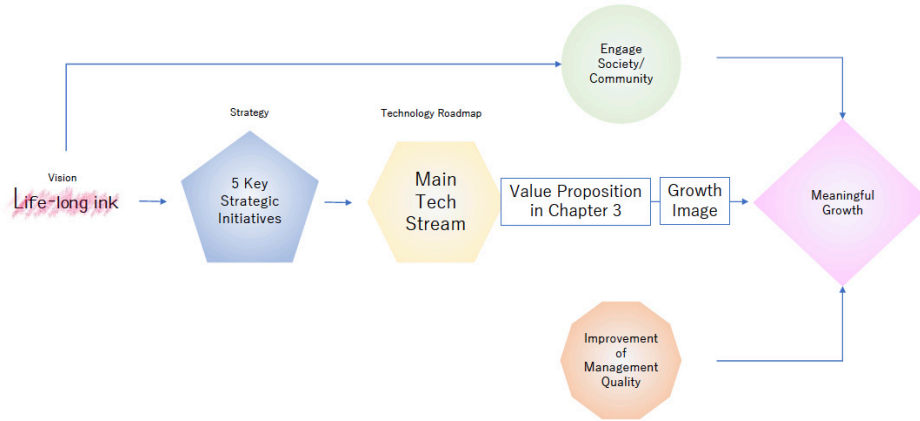 Engage
Society/
Community
Strategy
Technology Roadmap
Vision
Life-long ink
5 Key
Strategic
Initiatives
Main
Tech
Stream
Value Proposition
in Chapter 3
Growth
Image
Meaningful
Growth
Improvement
of
Management
Quality